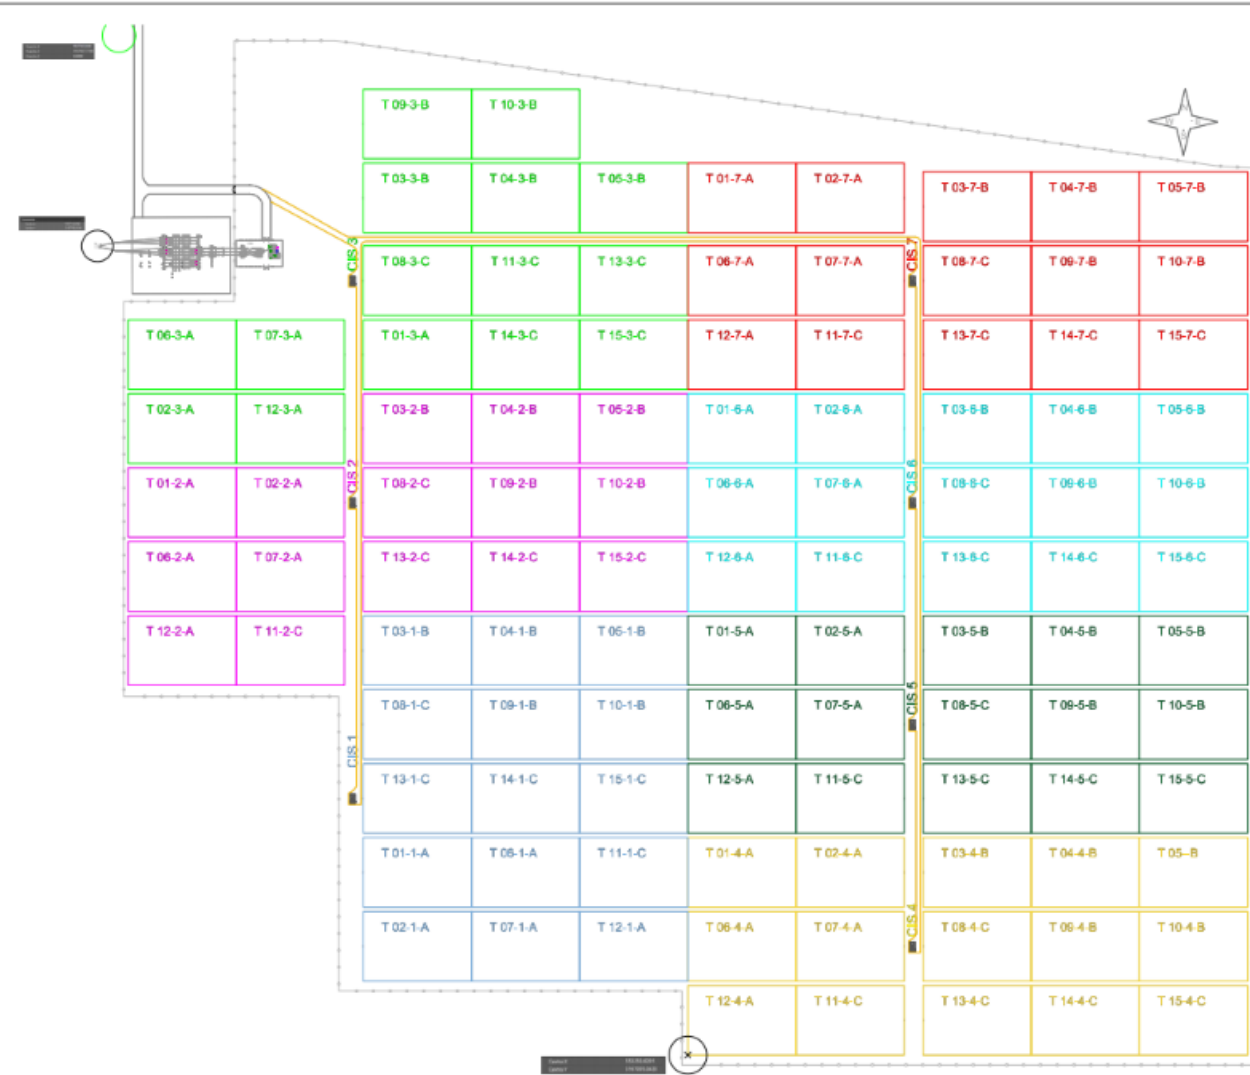 N
T 09-3-B T 10-3-B
T 03-3-B T 04-3-B T 05-3-B T 01-7-A T 02-7-A T 03-7-B T 04-7-B T 05-7-B
CIS 3 CIS 7
T 08-3-C T 11-3-C T 13-3-C T 06-7-A T 07-7-A T 08-7-C T 09-7-B T 10-7-B
T 06-3-A T 07-3-A T 01-3-A T 14-3-C T 15-3-C T 12-7-A T 11-7-C T 13-7-C T 14-7-C T 15-7-C
T 02-3-A T 12-3-A T 03-2-B T 04-2-B T 05-2-B T 01-6-A T 02-6-A T 03-6-B T 04-6-B T 05-6-B
CIS 2 CIS 6
T 01-2-A T 02-2-A T 08-2-C T 09-2-B T 10-2-B T 06-6-A T 07-6-A T 08-6-C T 09-6-B T 10-6-B
T 06-2-A T 07-2-A T 13-2-C T 14-2-C T 15-2-C T 12-6-A T 11-6-C T 13-6-C T 14-6-C T 15-6-C
T 12-2-A T 11-2-C T 03-1-B T 04-1-B T 05-1-B T 01-5-A T 02-5-A T 03-5-B T 04-5-B T 05-5-B
CIS 5
T 08-1-C T 09-1-B T 10-1-B T 06-5-A T 07-5-A T 08-5-C T 09-5-B T 10-5-B
CIS 1
T 13-1-C T 14-1-C T 15-1-C T 12-5-A T 11-5-C T 13-5-C T 14-5-C T 15-5-C
T 01-1-A T 06-1-A T 11-1-C T 01-4-A T 02-4-A T 03-4-B T 04-4-B T 05--B
CIS 4
T 02-1-A T 07-1-A T 12-1-A T 06-4-A T 07-4-A T 08-4-C T 09-4-B T 10-4-B
T 12-4-A T 11-4-C T 13-4-C T 14-4-C T 15-4-C